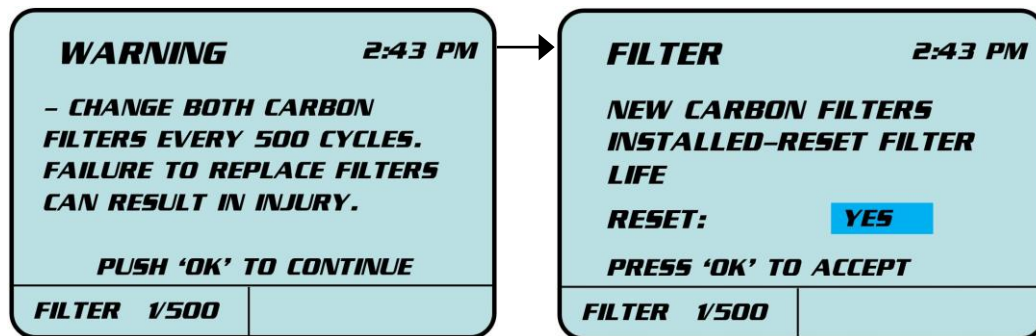 WARNING 2:43 PM
– CHANGE BOTH CARBON
FILTERS EVERY 500 CYCLES.
FAILURE TO REPLACE FILTERS
CAN RESULT IN INJURY.
PUSH ‘OK’ TO CONTINUE
FILTER 1/500
FILTER 2:43 PM
NEW CARBON FILTERS
INSTALLED–RESET FILTER
LIFE
RESET: YES
PRESS ‘OK’ TO ACCEPT
FILTER 1/500